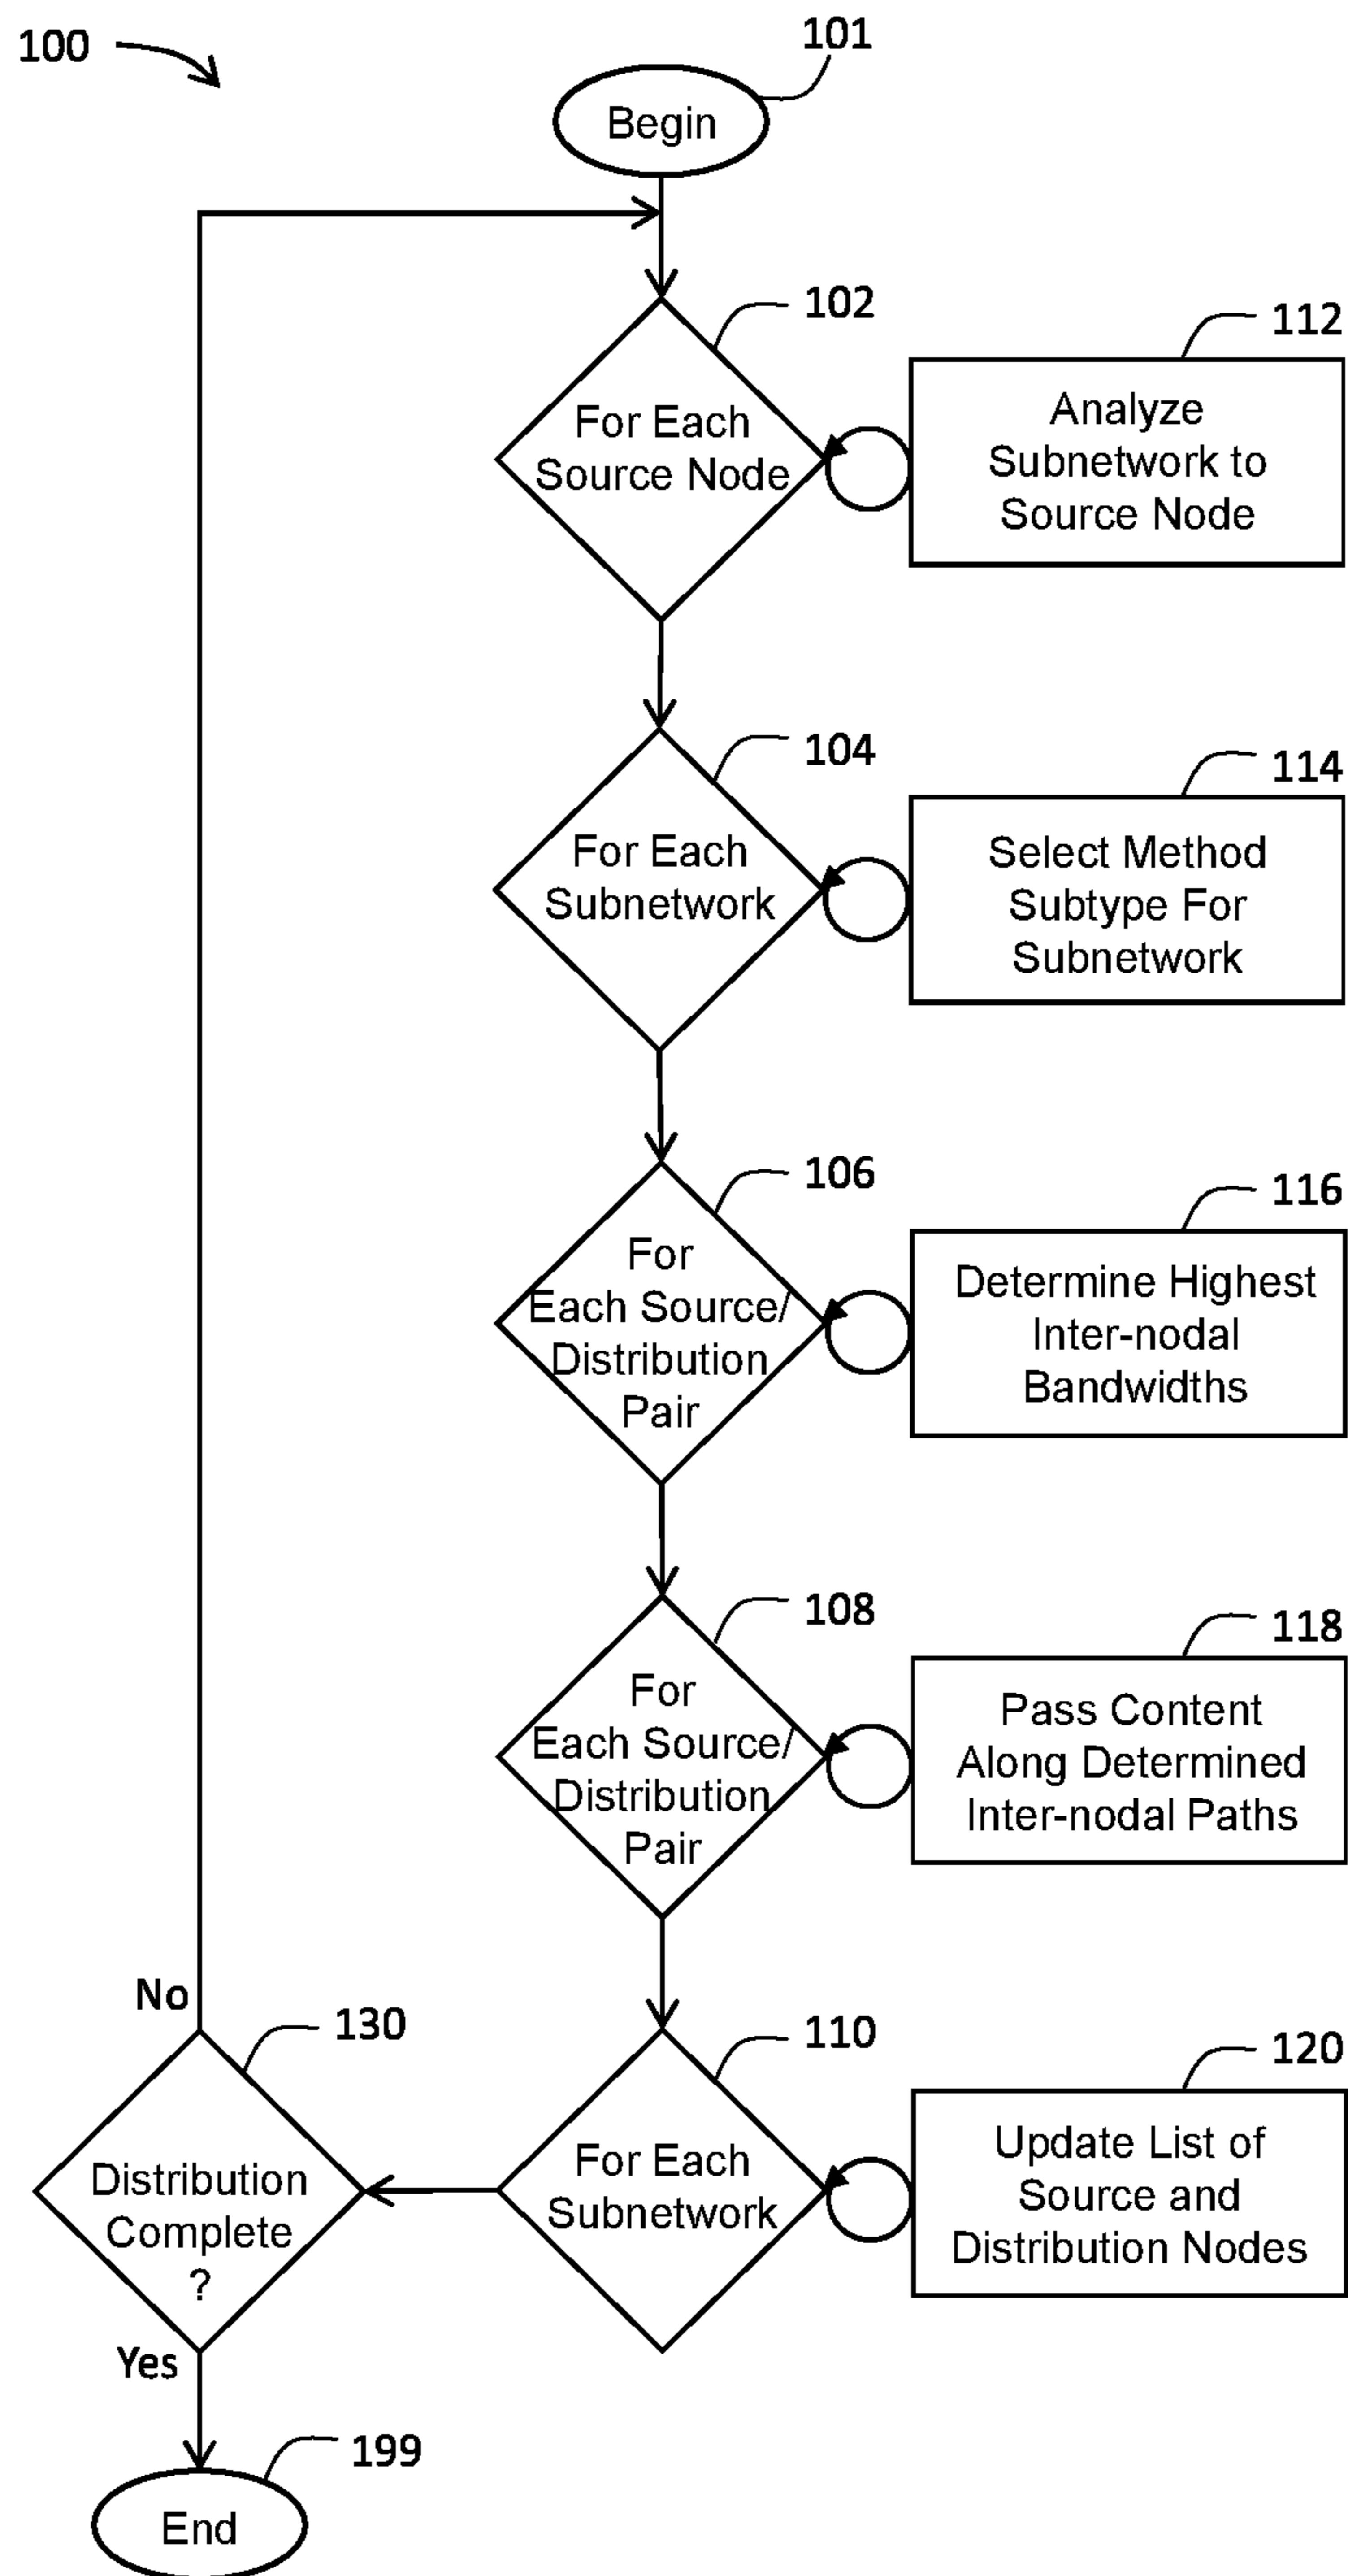 100
101
Begin
102
For Each
Source Node
112
Analyze
Subnetwork to
Source Node
104
For Each
Subnetwork
114
Select Method
Subtype For
Subnetwork
106
For
Each Source/
Distribution
Pair
116
Determine Highest
Inter-nodal
Bandwidths
108
For
Each Source/
Distribution
Pair
118
Pass Content
Along Determined
Inter-nodal Paths
110
For Each
Subnetwork
120
Update List of
Source and
Distribution Nodes
No
130
Distribution
Complete
?
Yes
199
End